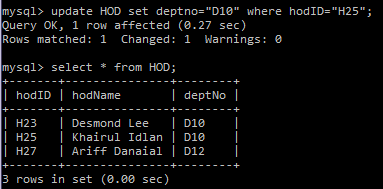 mysql> update HOD set deptno="D10" where hodID="H25";
Query OK, 1 row affected (0.27 sec)
Rows matched: 1  Changed: 1  Warnings: 0
mysql> select * from HOD;
+-------+---------------+--------+
| hodID | hodName       | deptNo |
+-------+---------------+--------+
| H23   | Desmond Lee   | D10    |
| H25   | Khairul Idlan | D10    |
| H27   | Ariff Danaial | D12    |
+-------+---------------+--------+
3 rows in set (0.00 sec)